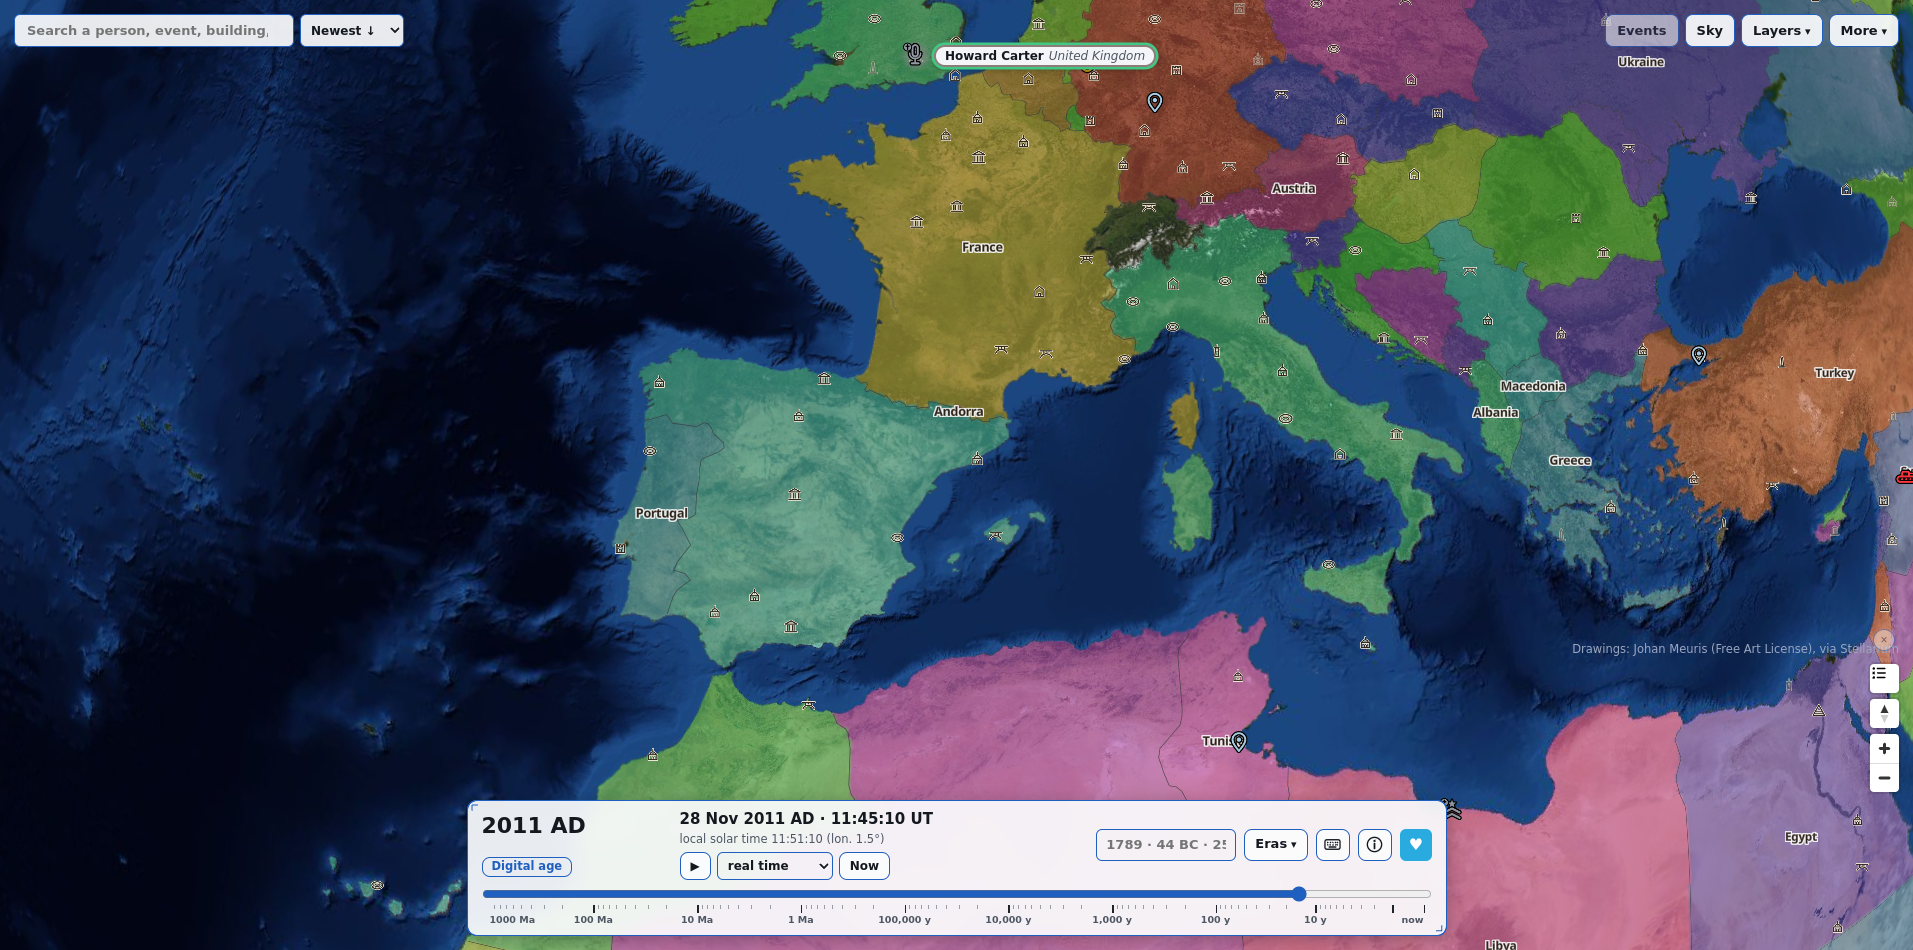 Search a person, event, building,
Newest ↓
Events
Sky
Layers ▾
More ▾
Howard Carter United Kingdom
Ukraine
Austria
France
Turkey
Macedonia
Andorra
Albania
Greece
Portugal
Drawings: Johan Meuris (Free Art License), via Stellarium
Egypt
Libya
2011 AD
Digital age
28 Nov 2011 AD · 11:45:10 UT
local solar time 11:51:10 (lon. 1.5°)
▶
real time
Now
1789 · 44 BC · 25
Eras ▾
1000 Ma
100 Ma
10 Ma
1 Ma
100,000 y
10,000 y
1,000 y
100 y
10 y
now